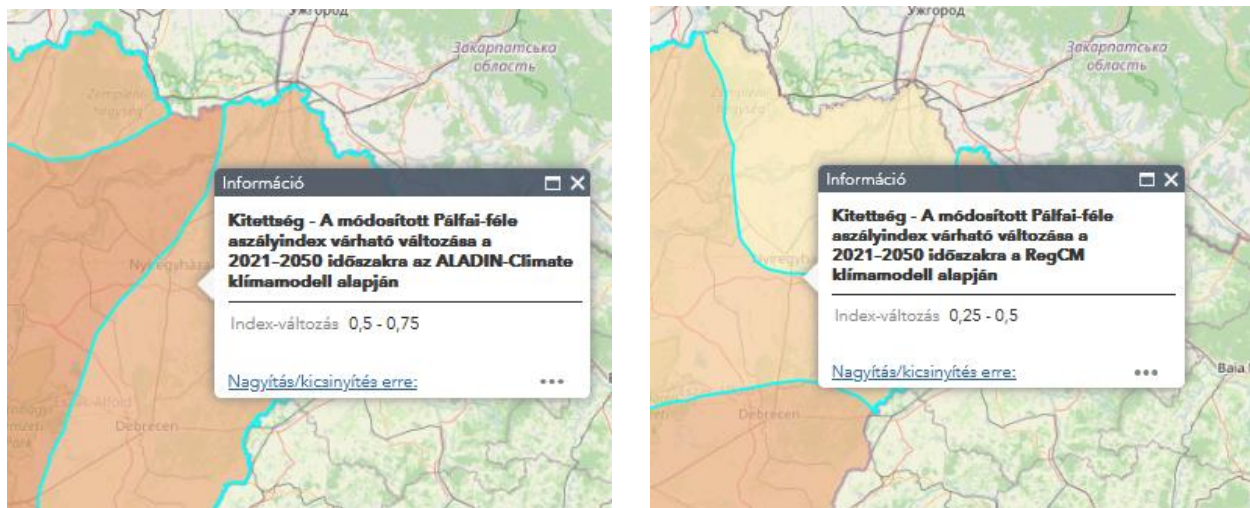 Ужгород
Закарпатська
область
Zempléni-
hegység
Információ
Kitettség - A módosított Pálfai-féle
aszályindex várható változása a
2021–2050 időszakra az ALADIN-Climate
klímamodell alapján
Nyíregyháza
Index-változás 0,5 - 0,75
Nagyítás/kicsinyítés erre:
Debrecen
Ужгород
Закарпатська
область
Információ
Kitettség - A módosított Pálfai-féle
aszályindex várható változása a
2021–2050 időszakra a RegCM
klímamodell alapján
Index-változás 0,25 - 0,5
Nagyítás/kicsinyítés erre:
Baia
Debrecen